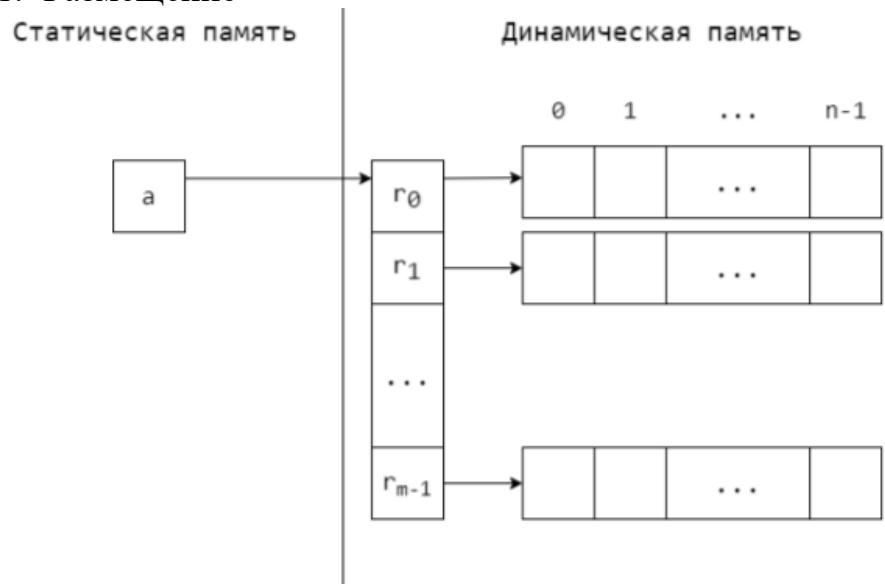 Статическая память
Динамическая память
0 1 ... n-1
a
r0
...
r1
...
...
rm-1
...